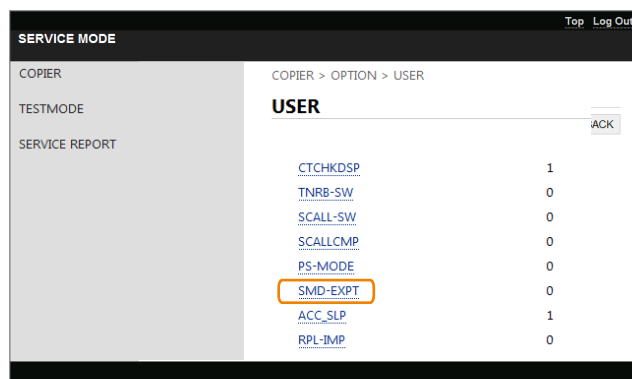 Top Log Out
SERVICE MODE
COPIER
TESTMODE
SERVICE REPORT
COPIER > OPTION > USER
USER
ACK
CTCHKDSP 1
TNRB-SW 0
SCALL-SW 0
SCALLCMP 0
PS-MODE 0
SMD-EXPT 0
ACC_SLP 1
RPL-IMP 0